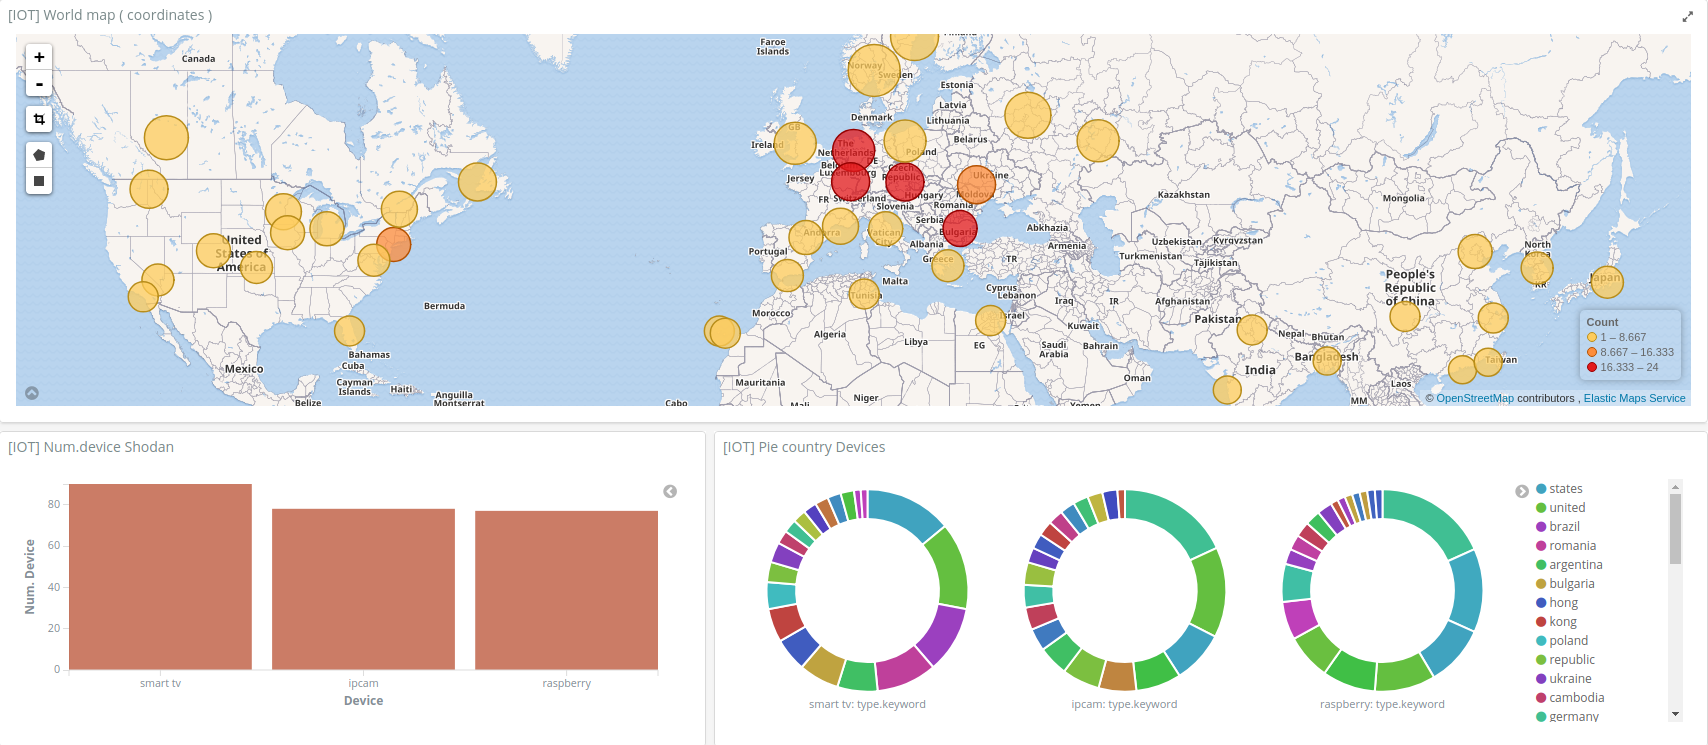 [IOT] World map ( coordinates )
+
-
Canada
Faroe
Islands
Norway
Sweden
Estonia
Latvia
Denmark
Lithuania
GB
Ireland
The
Netherlands
DE
Poland
Belarus
Luxembourg
Czech
Republic
Ukraine
Jersey
FR
Switzerland
Hungary
Moldova
Slovenia
Romania
Kazakhstan
Mongolia
Serbia
Andorra
Vatican
City
Bulgaria
Abkhazia
United
States of
America
Portugal
Albania
Greece
Armenia
TR
Uzbekistan
Kyrgyzstan
Turkmenistan
Tajikistan
North
Korea
KR
Japan
People's
Republic
of China
Malta
Tunisia
Cyprus
Lebanon
Israel
Iraq
IR
Afghanistan
Bermuda
Morocco
Algeria
Libya
EG
Kuwait
Saudi
Arabia
Bahrain
Pakistan
Nepal
Bhutan
Bangladesh
India
Taiwan
Laos
MM
Oman
Yemen
Bahamas
Cuba
Mexico
Cayman
Islands
Haiti
Anguilla
Montserrat
Belize
Cabo
Mauritania
Mali
Niger
Count
1 – 8.667
8.667 – 16.333
16.333 – 24
© OpenStreetMap contributors , Elastic Maps Service
[IOT] Num.device Shodan
Num. Device
80
60
40
20
0
smart tv
ipcam
raspberry
Device
[IOT] Pie country Devices
smart tv: type.keyword
ipcam: type.keyword
raspberry: type.keyword
states
united
brazil
romania
argentina
bulgaria
hong
kong
poland
republic
ukraine
cambodia
germany